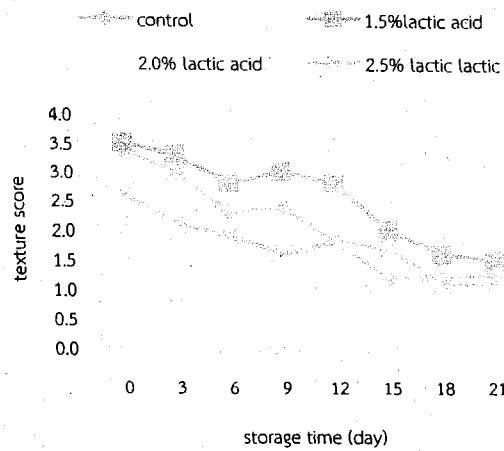 control
1.5%lactic acid
2.0% lactic acid
2.5% lactic lactic
4.0
3.5
3.0
2.5
2.0
1.5
1.0
0.5
0.0
texture score
0 3 6 9 12 15 18 21
storage time (day)